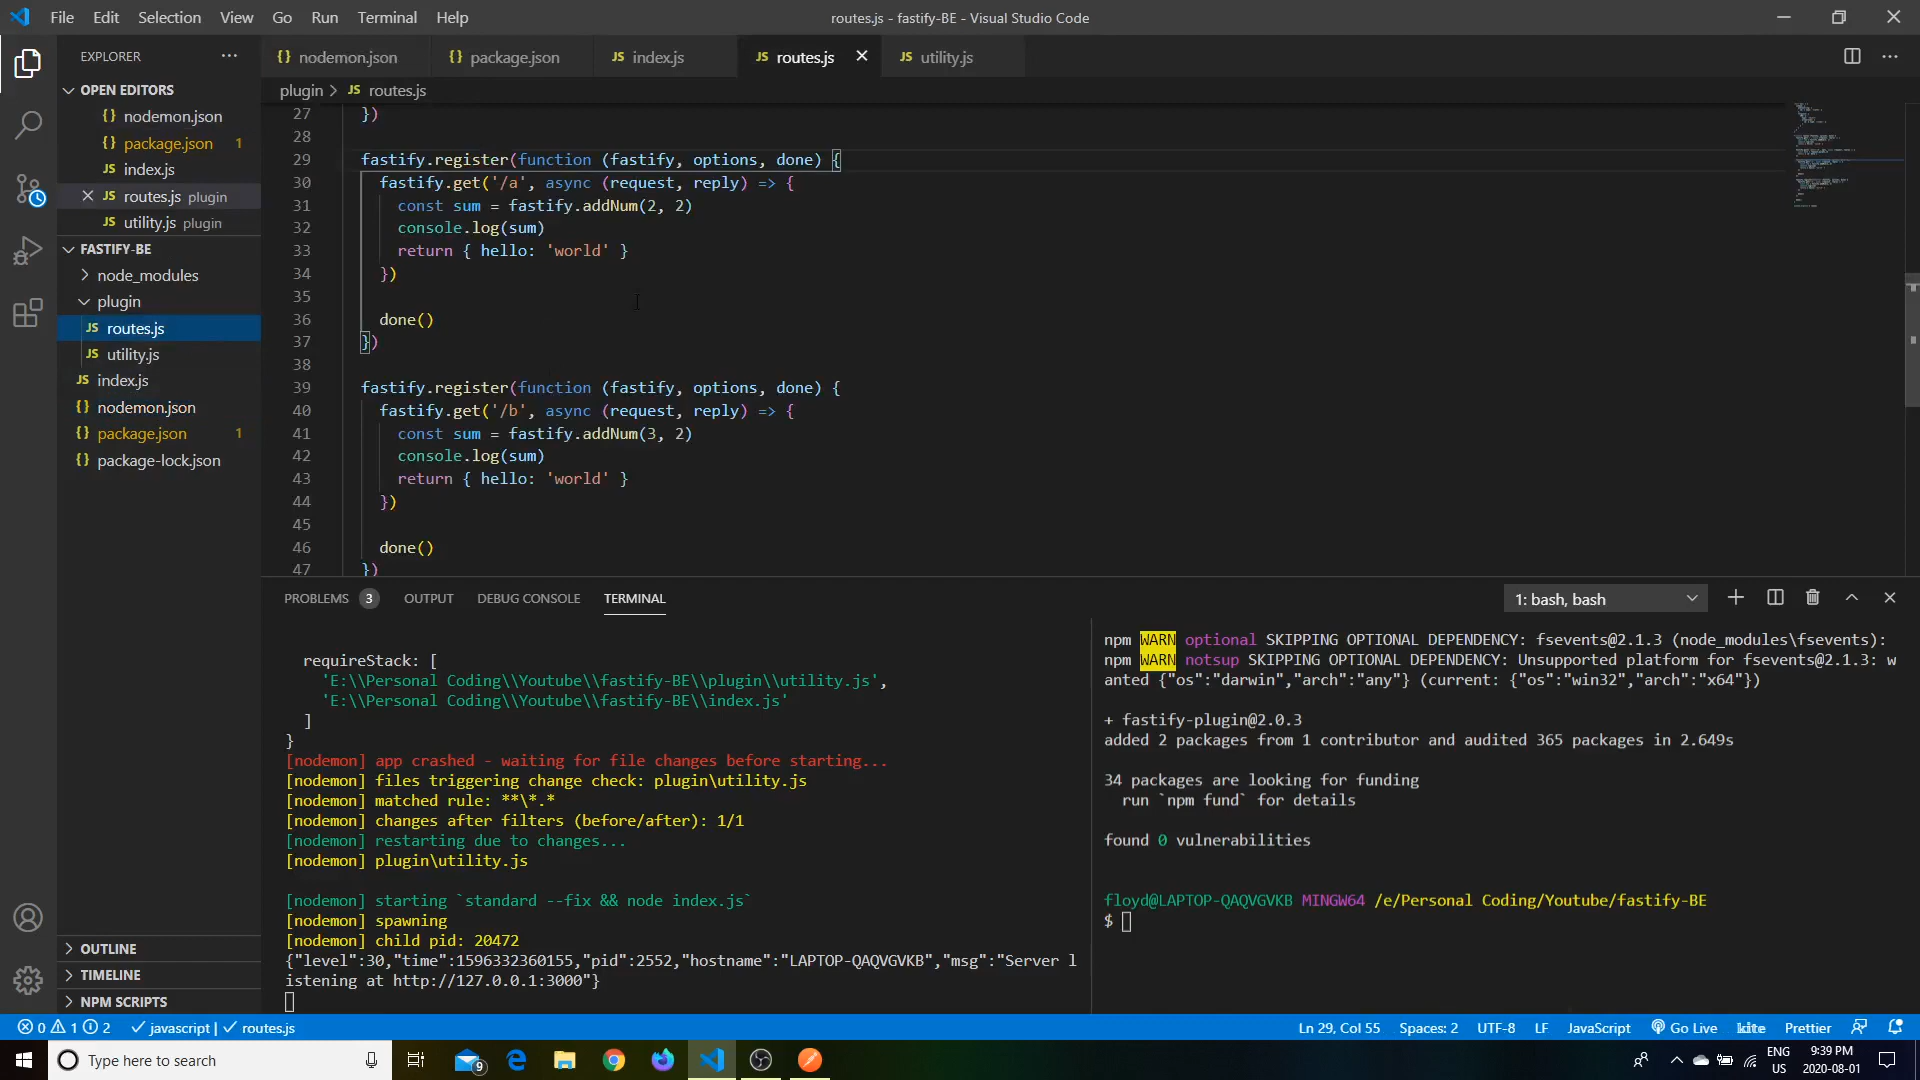 File Edit Selection View Go Run Terminal Help
routes.js - fastify-BE - Visual Studio Code
EXPLORER
OPEN EDITORS
{} nodemon.json
{} package.json 1
JS index.js
JS routes.js plugin
JS utility.js plugin
FASTIFY-BE
node_modules
plugin
JS routes.js
JS utility.js
JS index.js
{} nodemon.json
{} package.json 1
{} package-lock.json
OUTLINE
TIMELINE
NPM SCRIPTS
{} nodemon.json {} package.json JS index.js JS routes.js JS utility.js
plugin > JS routes.js
27 })
28
29 fastify.register(function (fastify, options, done) {
30 fastify.get('/a', async (request, reply) => {
31 const sum = fastify.addNum(2, 2)
32 console.log(sum)
33 return { hello: 'world' }
34 })
35
36 done()
37 })
38
39 fastify.register(function (fastify, options, done) {
40 fastify.get('/b', async (request, reply) => {
41 const sum = fastify.addNum(3, 2)
42 console.log(sum)
43 return { hello: 'world' }
44 })
45
46 done()
47 })
PROBLEMS 3 OUTPUT DEBUG CONSOLE TERMINAL 1: bash, bash
requireStack: [
'E:\\Personal Coding\\Youtube\\fastify-BE\\plugin\\utility.js',
'E:\\Personal Coding\\Youtube\\fastify-BE\\index.js'
]
}
[nodemon] app crashed - waiting for file changes before starting...
[nodemon] files triggering change check: plugin\utility.js
[nodemon] matched rule: **\*.*
[nodemon] changes after filters (before/after): 1/1
[nodemon] restarting due to changes...
[nodemon] plugin\utility.js
[nodemon] starting `standard --fix && node index.js`
[nodemon] spawning
[nodemon] child pid: 20472
{"level":30,"time":1596332360155,"pid":2552,"hostname":"LAPTOP-QAQVGVKB","msg":"Server l
istening at http://127.0.0.1:3000"}
npm WARN optional SKIPPING OPTIONAL DEPENDENCY: fsevents@2.1.3 (node_modules\fsevents):
npm WARN notsup SKIPPING OPTIONAL DEPENDENCY: Unsupported platform for fsevents@2.1.3: w
anted {"os":"darwin","arch":"any"} (current: {"os":"win32","arch":"x64"})
+ fastify-plugin@2.0.3
added 2 packages from 1 contributor and audited 365 packages in 2.649s
34 packages are looking for funding
run `npm fund` for details
found 0 vulnerabilities
floyd@LAPTOP-QAQVGVKB MINGW64 /e/Personal Coding/Youtube/fastify-BE
$
0 1 2 javascript | routes.js Ln 29, Col 55 Spaces: 2 UTF-8 LF JavaScript Go Live kite Prettier
Type here to search 9 ENG 9:39 PM
US 2020-08-01